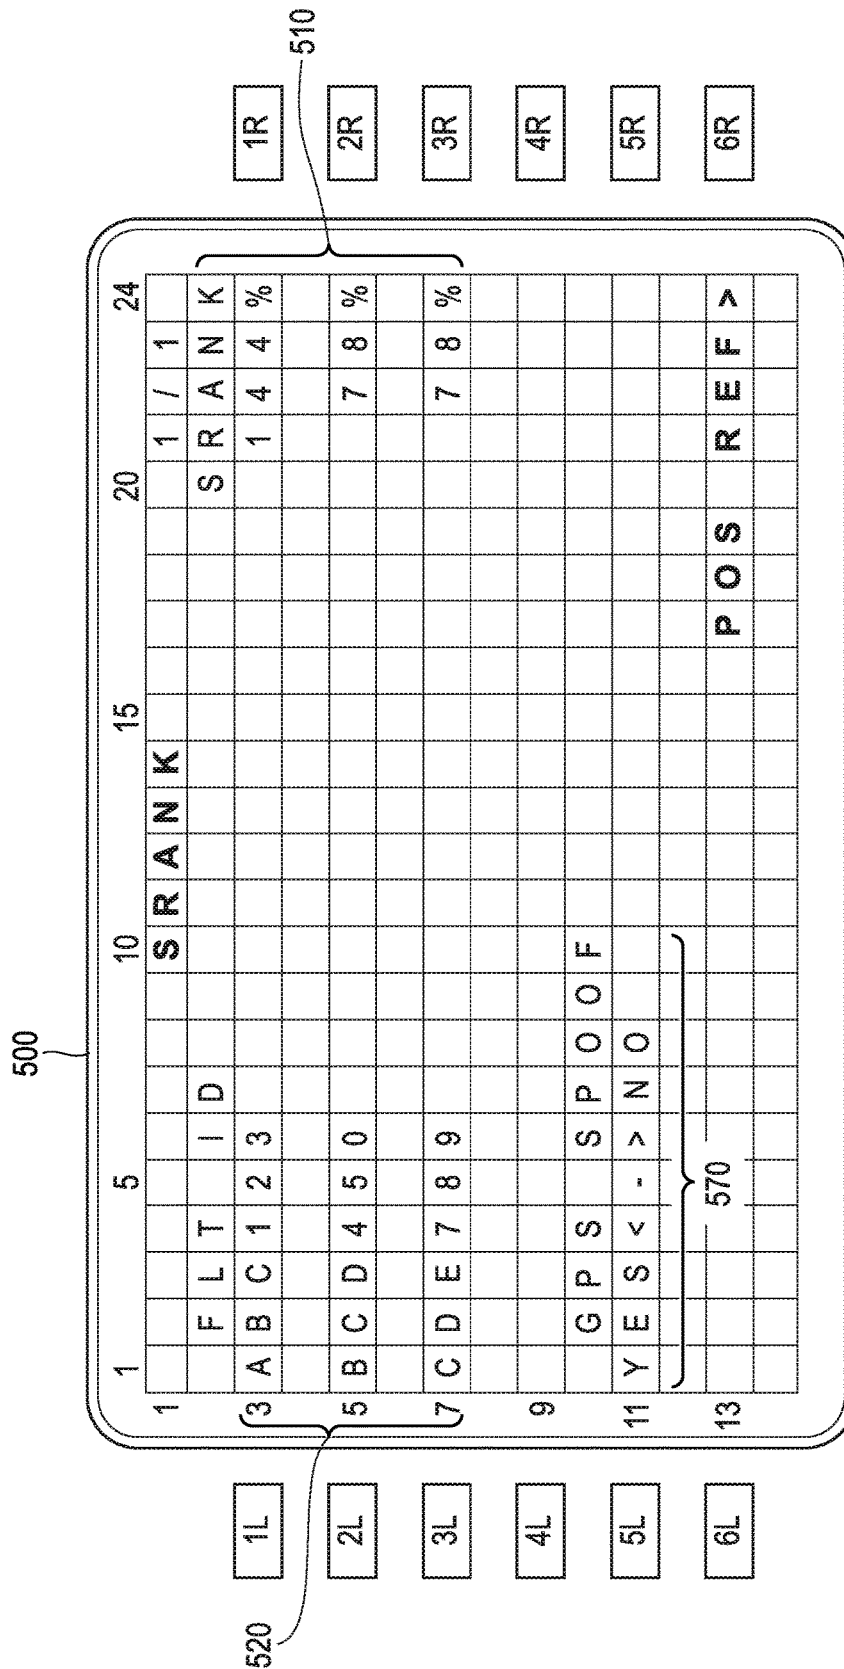 500
510
520
570
1 5 10 15 20 24
1 SRANK 1/1
FLT ID SRANK
1L 3 ABC123 144% 1R
2L 5 BCD450 78% 2R
3L 7 CDE789 78% 3R
4L 9 4R
GPS SPOOF
5L 11 YES<->NO 5R
6L 13 POS REF> 6R